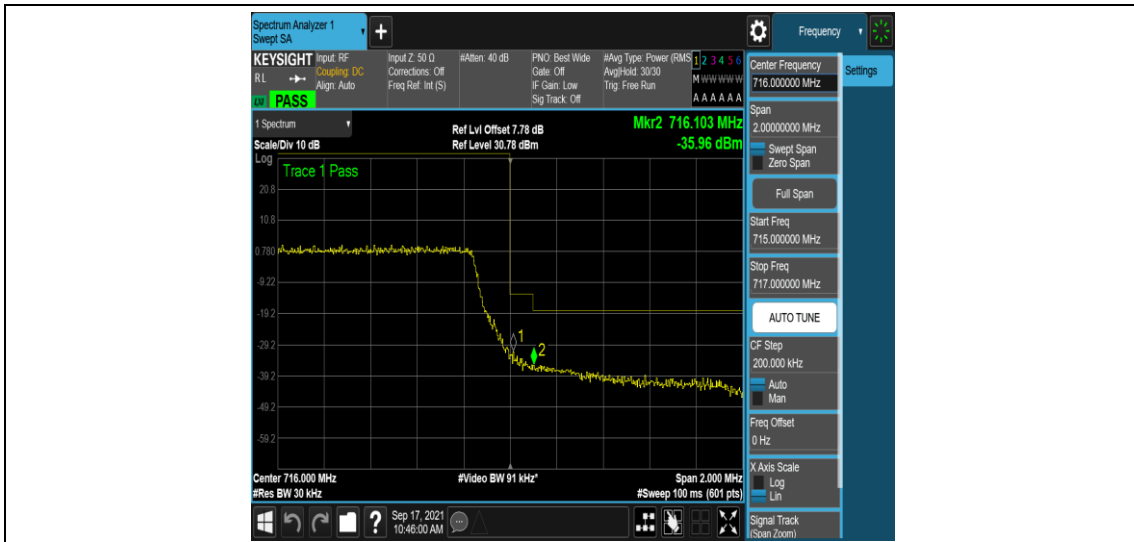 Spectrum Analyzer 1
Swept SA
+
Frequency
KEYSIGHT
RL
LXI
PASS
Input: RF
Coupling: DC
Align: Auto
Input Z: 50 Ω
Corrections: Off
Freq Ref: Int (S)
#Atten: 40 dB
PNO: Best Wide
Gate: Off
IF Gain: Low
Sig Track: Off
#Avg Type: Power (RMS
Avg|Hold: 30/30
Trig: Free Run
1 2 3 4 5 6
M W W W W W
A A A A A A
1 Spectrum
Scale/Div 10 dB
Ref Lvl Offset 7.78 dB
Ref Level 30.78 dBm
Mkr2 716.103 MHz
-35.96 dBm
Log
Trace 1 Pass
20.8
10.8
0.780
-9.22
-19.2
-29.2
-39.2
-49.2
-59.2
1
2
Center 716.000 MHz
#Res BW 30 kHz
#Video BW 91 kHz*
Span 2.000 MHz
#Sweep 100 ms (601 pts)
?
Sep 17, 2021
10:46:00 AM
Center Frequency
716.000000 MHz
Settings
Span
2.00000000 MHz
Swept Span
Zero Span
Full Span
Start Freq
715.000000 MHz
Stop Freq
717.000000 MHz
AUTO TUNE
CF Step
200.000 kHz
Auto
Man
Freq Offset
0 Hz
X Axis Scale
Log
Lin
Signal Track
(Span Zoom)